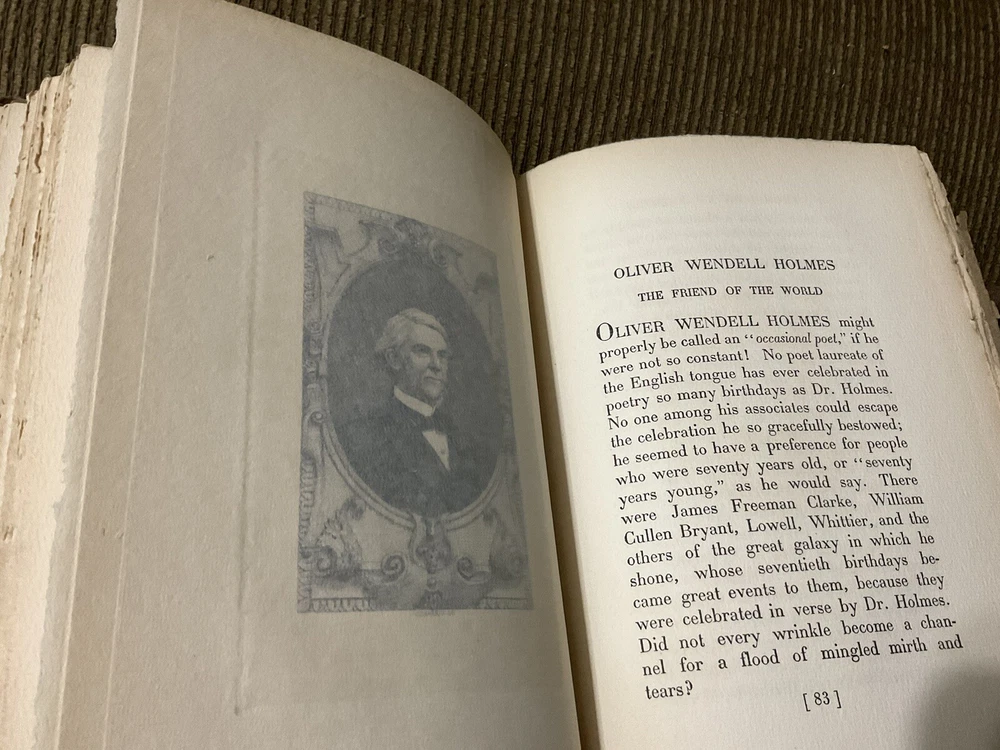 OLIVER WENDELL HOLMES
THE FRIEND OF THE WORLD
OLIVER WENDELL HOLMES might
properly be called an “occasional poet,” if he
were not so constant! No poet laureate of
the English tongue has ever celebrated in
poetry so many birthdays as Dr. Holmes.
No one among his associates could escape
the celebration he so gracefully bestowed;
he seemed to have a preference for people
who were seventy years old, or “seventy
years young,” as he would say. There
were James Freeman Clarke, William
Cullen Bryant, Lowell, Whittier, and the
others of the great galaxy in which he
shone, whose seventieth birthdays be-
came great events to them, because they
were celebrated in verse by Dr. Holmes.
Did not every wrinkle become a chan-
nel for a flood of mingled mirth and
tears?
[ 83 ]